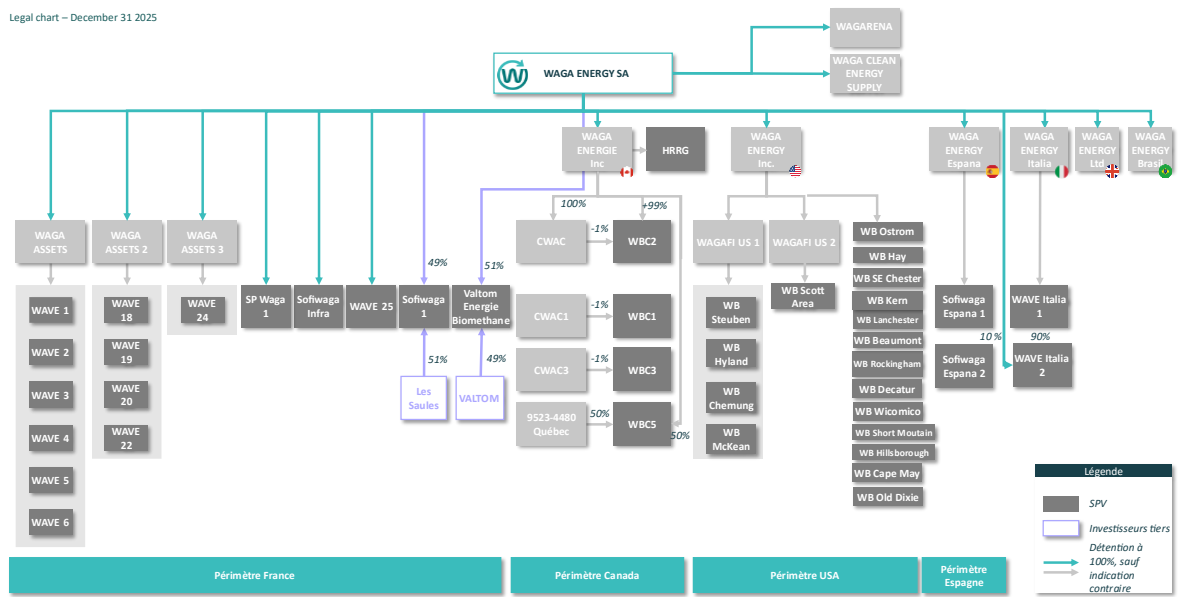 Legal chart – December 31 2025
WAGARENA
WAGA ENERGY SA
WAGA CLEAN
ENERGY
SUPPLY
WAGA
ENERGIE
Inc
HRRG
WAGA
ENERGY
Inc.
WAGA
ENERGY
Espana
WAGA
ENERGY
Italia
WAGA
ENERGY
Ltd
WAGA
ENERGY
Brasil
WAGA
ASSETS
WAGA
ASSETS 2
WAGA
ASSETS 3
WAVE 1
WAVE 2
WAVE 3
WAVE 4
WAVE 5
WAVE 6
WAVE
18
WAVE
19
WAVE
20
WAVE
22
WAVE
24
SP Waga
1
Sofiwaga
Infra
WAVE 25
49%
Sofiwaga
1
51%
Les
Saules
51%
Valtom
Energie
Biomethane
49%
VALTOM
100%
+99%
CWAC
-1%
WBC2
CWAC1
-1%
WBC1
CWAC3
-1%
WBC3
9523-4480
Québec
50%
WBC5
50%
WAGAFI US 1
WAGAFI US 2
WB
Steuben
WB
Hyland
WB
Chemung
WB
McKean
WB Scott
Area
WB Ostrom
WB Hay
WB SE Chester
WB Kern
WB Lanchester
WB Beaumont
WB Rockingham
WB Decatur
WB Wicomico
WB Short Moutain
WB Hillsborough
WB Cape May
WB Old Dixie
Sofiwaga
Espana 1
Sofiwaga
Espana 2
WAVE Italia
1
10 %
90%
WAVE Italia
2
Légende
SPV
Investisseurs tiers
Détention à
100%, sauf
indication
contraire
Périmètre France
Périmètre Canada
Périmètre USA
Périmètre
Espagne